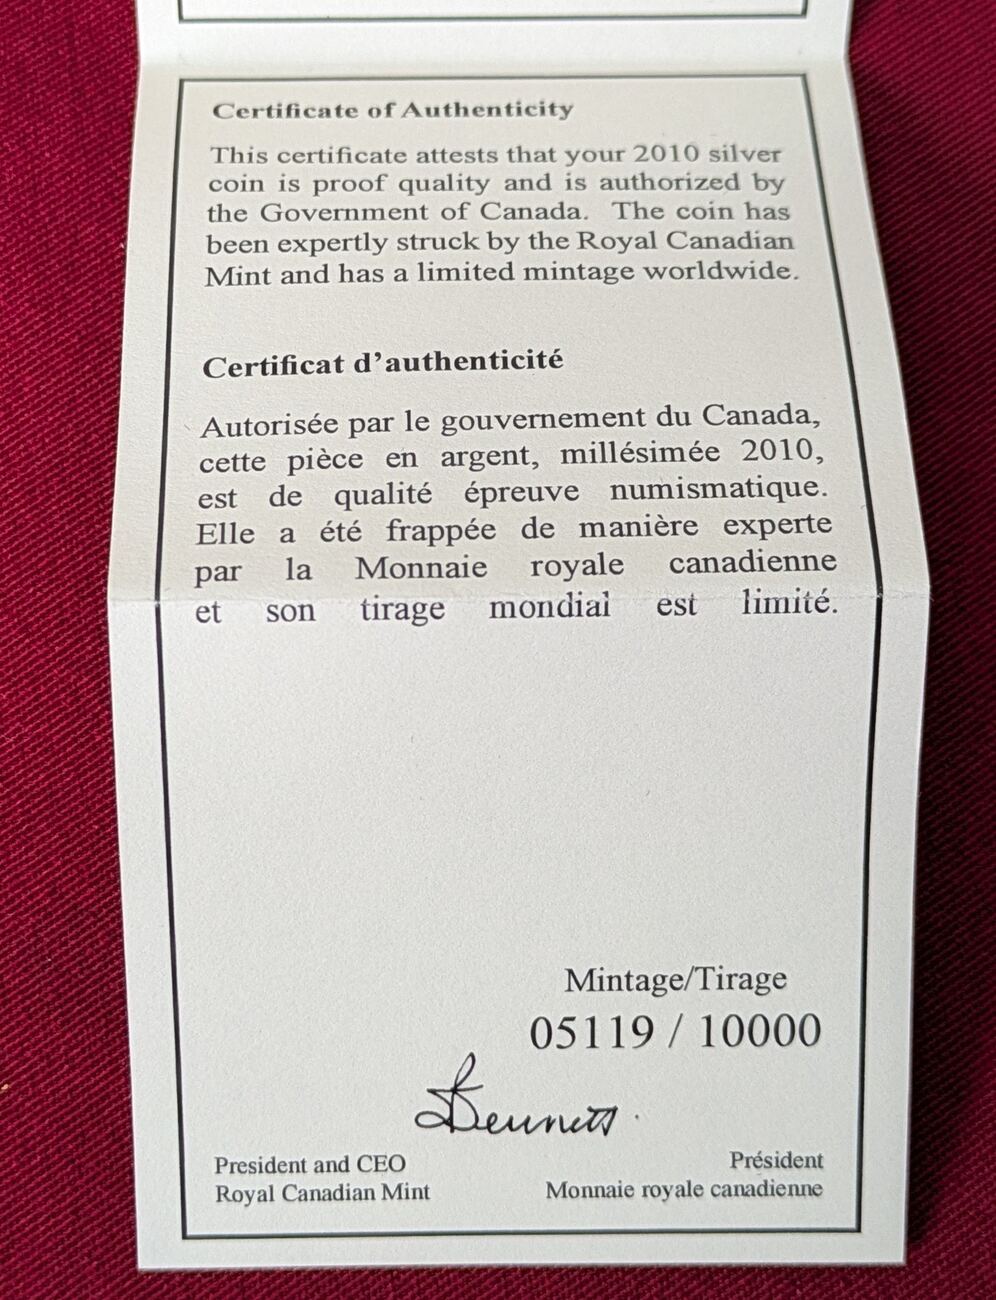 Certificate of Authenticity
This certificate attests that your 2010 silver
coin is proof quality and is authorized by
the Government of Canada. The coin has
been expertly struck by the Royal Canadian
Mint and has a limited mintage worldwide.
Certificat d’authenticité
Autorisée par le gouvernement du Canada,
cette pièce en argent, millésimée 2010,
est de qualité épreuve numismatique.
Elle a été frappée de manière experte
par la Monnaie royale canadienne
et son tirage mondial est limité.
Mintage/Tirage
05119 / 10000
Bennett
President and CEO
Royal Canadian Mint
Président
Monnaie royale canadienne